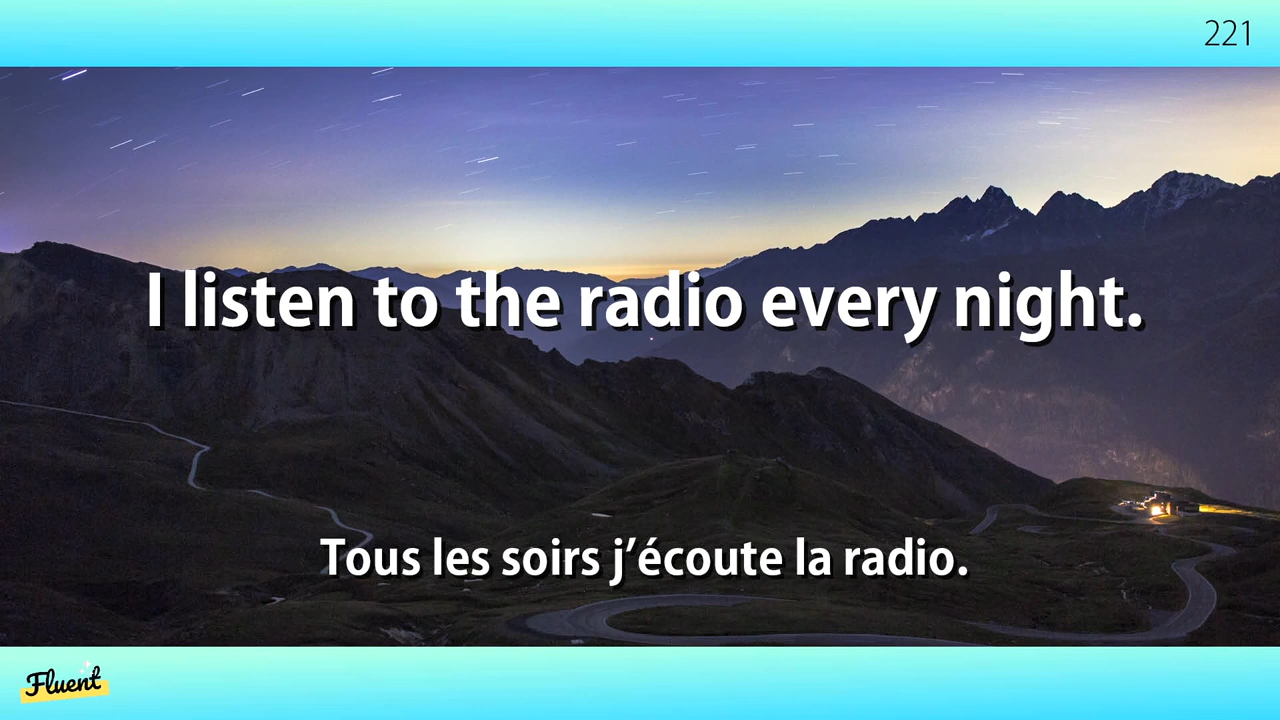 221
I listen to the radio every night.
Tous les soirs j’écoute la radio.
Fluent